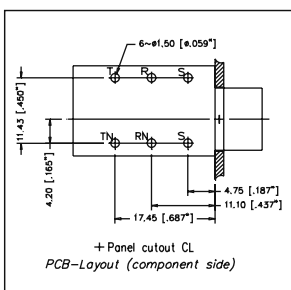 6~ø1,50 [ø.059"]
T R S
11,43 [.450"]
4,20 [.165"]
TN RN S
4,75 [.187"]
11,10 [.437"]
17,45 [.687"]
+ Panel cutout CL
PCB-Layout (component side)